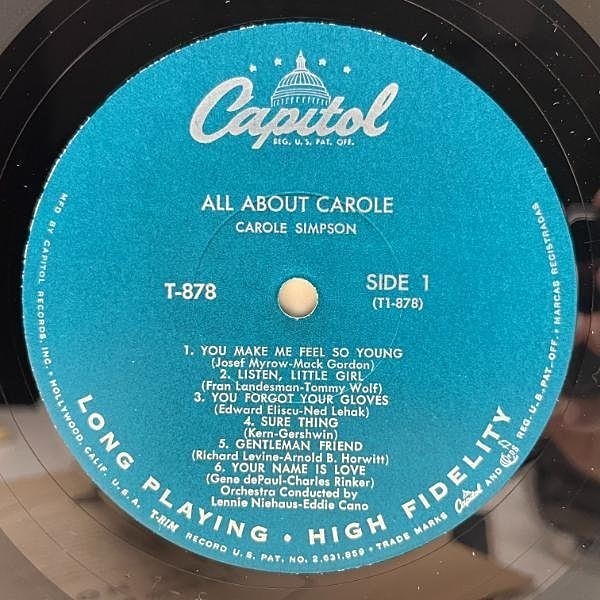 Capitol
REG. U.S. PAT. OFF.
ALL ABOUT CAROLE
CAROLE SIMPSON
T-878
SIDE 1
(T1-878)
1. YOU MAKE ME FEEL SO YOUNG
(Josef Myrow-Mack Gordon)
2. LISTEN, LITTLE GIRL
(Fran Landesman-Tommy Wolf)
3. YOU FORGOT YOUR GLOVES
(Edward Eliscu-Ned Lehak)
4. SURE THING
(Kern-Gershwin)
5. GENTLEMAN FRIEND
(Richard Levine-Arnold B. Horwitt)
6. YOUR NAME IS LOVE
(Gene dePaul-Charles Rinker)
Orchestra Conducted by
Lennie Niehaus-Eddie Cano
LONG PLAYING • HIGH FIDELITY
MFD BY CAPITOL RECORDS, INC. • HOLLYWOOD, CALIF. U.S.A. T-RIM RECORD U.S. PAT. NO. 2,631,859 • TRADE MARKS Capitol AND REG. U.S. PAT. OFF. • MARCAS REGISTRADAS